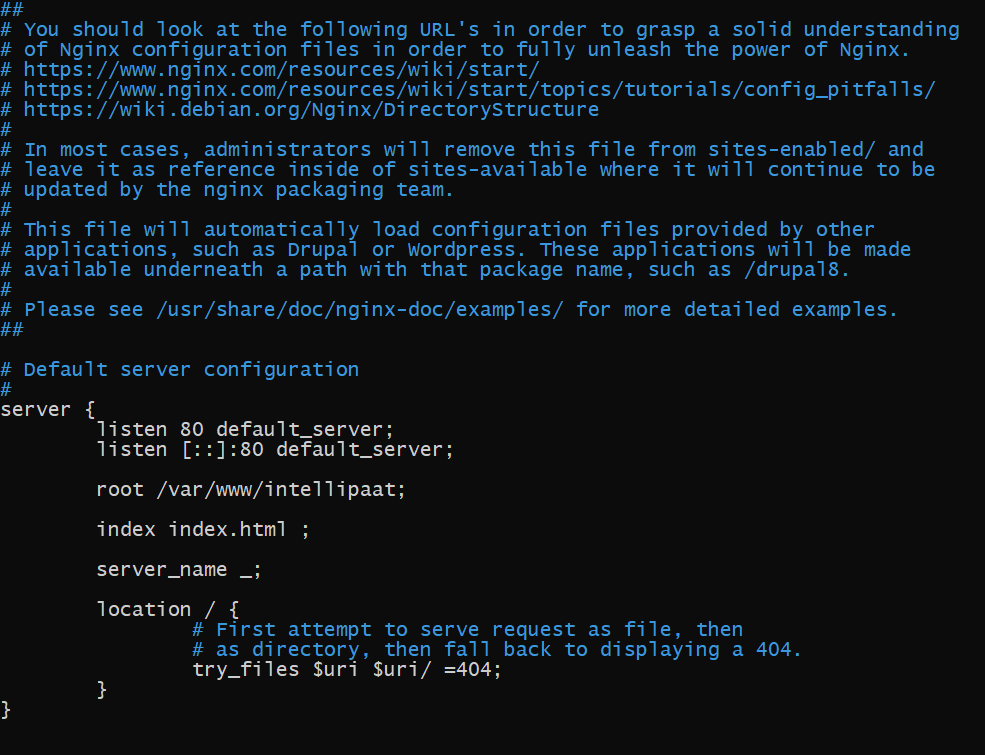 ##
# You should look at the following URL's in order to grasp a solid understanding
# of Nginx configuration files in order to fully unleash the power of Nginx.
# https://www.nginx.com/resources/wiki/start/
# https://www.nginx.com/resources/wiki/start/topics/tutorials/config_pitfalls/
# https://wiki.debian.org/Nginx/DirectoryStructure
#
# In most cases, administrators will remove this file from sites-enabled/ and
# leave it as reference inside of sites-available where it will continue to be
# updated by the nginx packaging team.
#
# This file will automatically load configuration files provided by other
# applications, such as Drupal or Wordpress. These applications will be made
# available underneath a path with that package name, such as /drupal8.
#
# Please see /usr/share/doc/nginx-doc/examples/ for more detailed examples.
##

# Default server configuration
#
server {
        listen 80 default_server;
        listen [::]:80 default_server;

        root /var/www/intellipaat;

        index index.html ;

        server_name _;

        location / {
                # First attempt to serve request as file, then
                # as directory, then fall back to displaying a 404.
                try_files $uri $uri/ =404;
        }
}